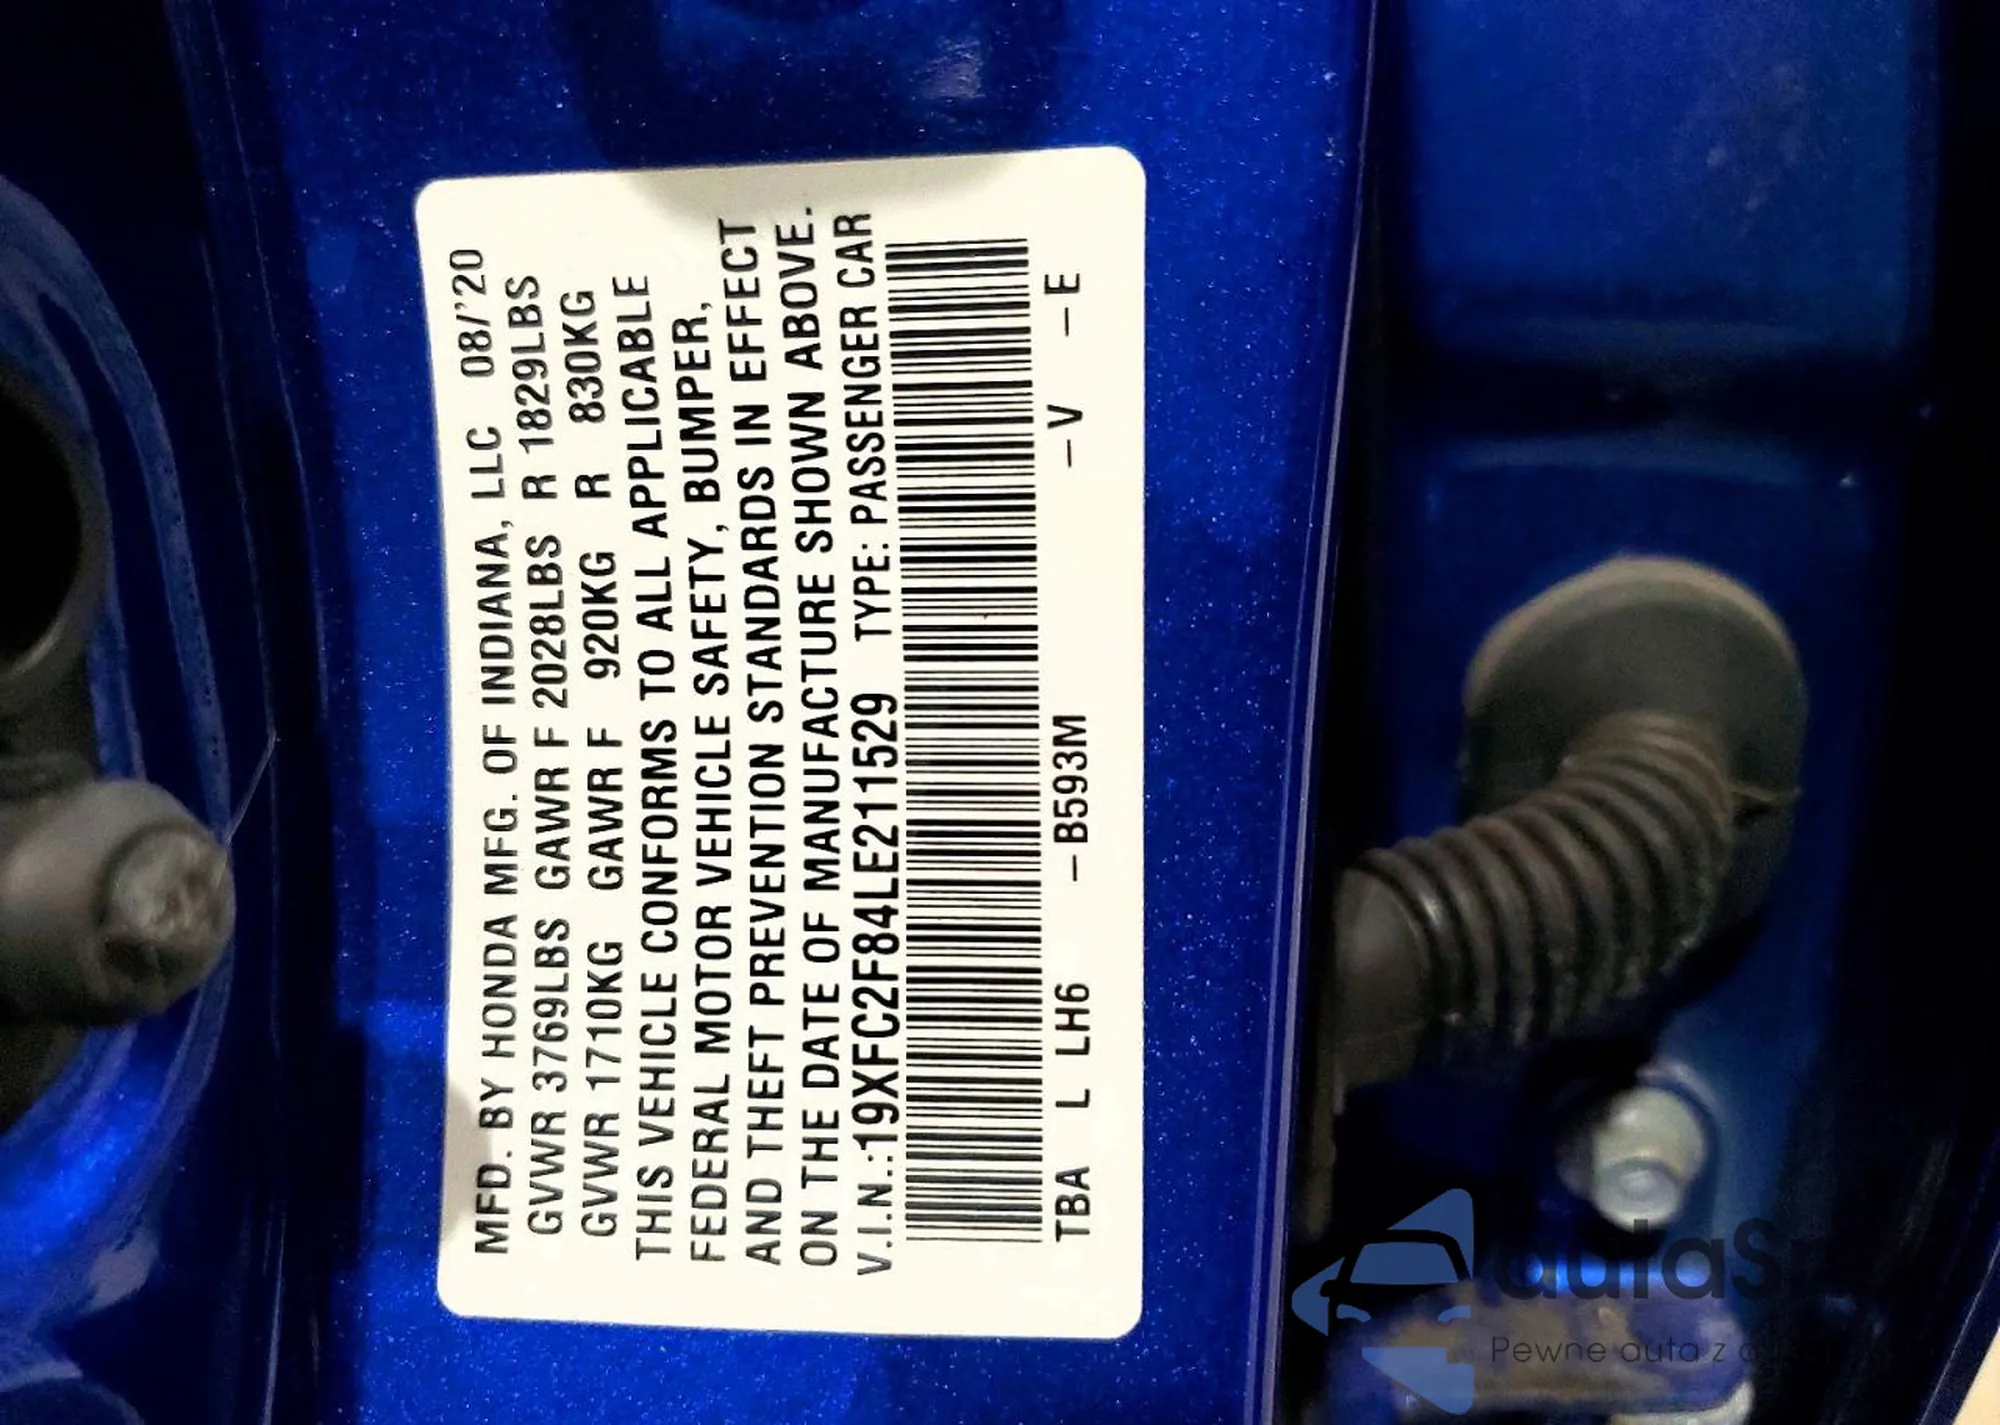 MFD. BY HONDA MFG. OF INDIANA, LLC 08/'20
GVWR 3769LBS GAWR F 2028LBS R 1829LBS
GVWR 1710KG GAWR F 920KG R 830KG
THIS VEHICLE CONFORMS TO ALL APPLICABLE
FEDERAL MOTOR VEHICLE SAFETY, BUMPER,
AND THEFT PREVENTION STANDARDS IN EFFECT
ON THE DATE OF MANUFACTURE SHOWN ABOVE.
V.I.N.:19XFC2F84LE211529 TYPE: PASSENGER CAR
TBA L LH6 –B593M –V –E
Pewne auta z